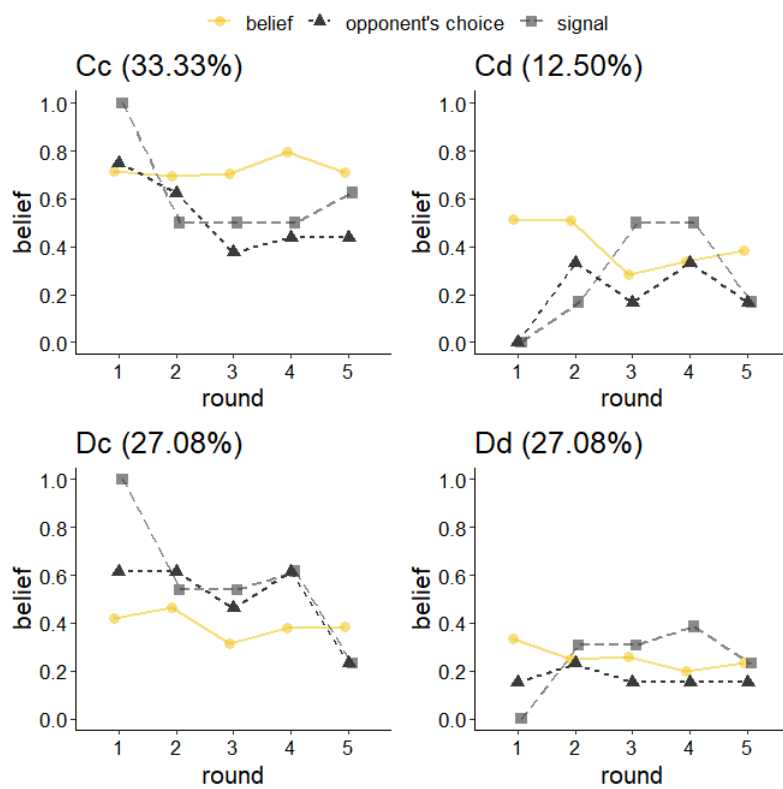 belief opponent's choice signal
Cc (33.33%) Cd (12.50%)
1.0 1.0
0.8 0.8
0.6 0.6
0.4 0.4
0.2 0.2
0.0 0.0
belief belief
1 2 3 4 5 1 2 3 4 5
round round
Dc (27.08%) Dd (27.08%)
1.0 1.0
0.8 0.8
0.6 0.6
0.4 0.4
0.2 0.2
0.0 0.0
belief belief
1 2 3 4 5 1 2 3 4 5
round round